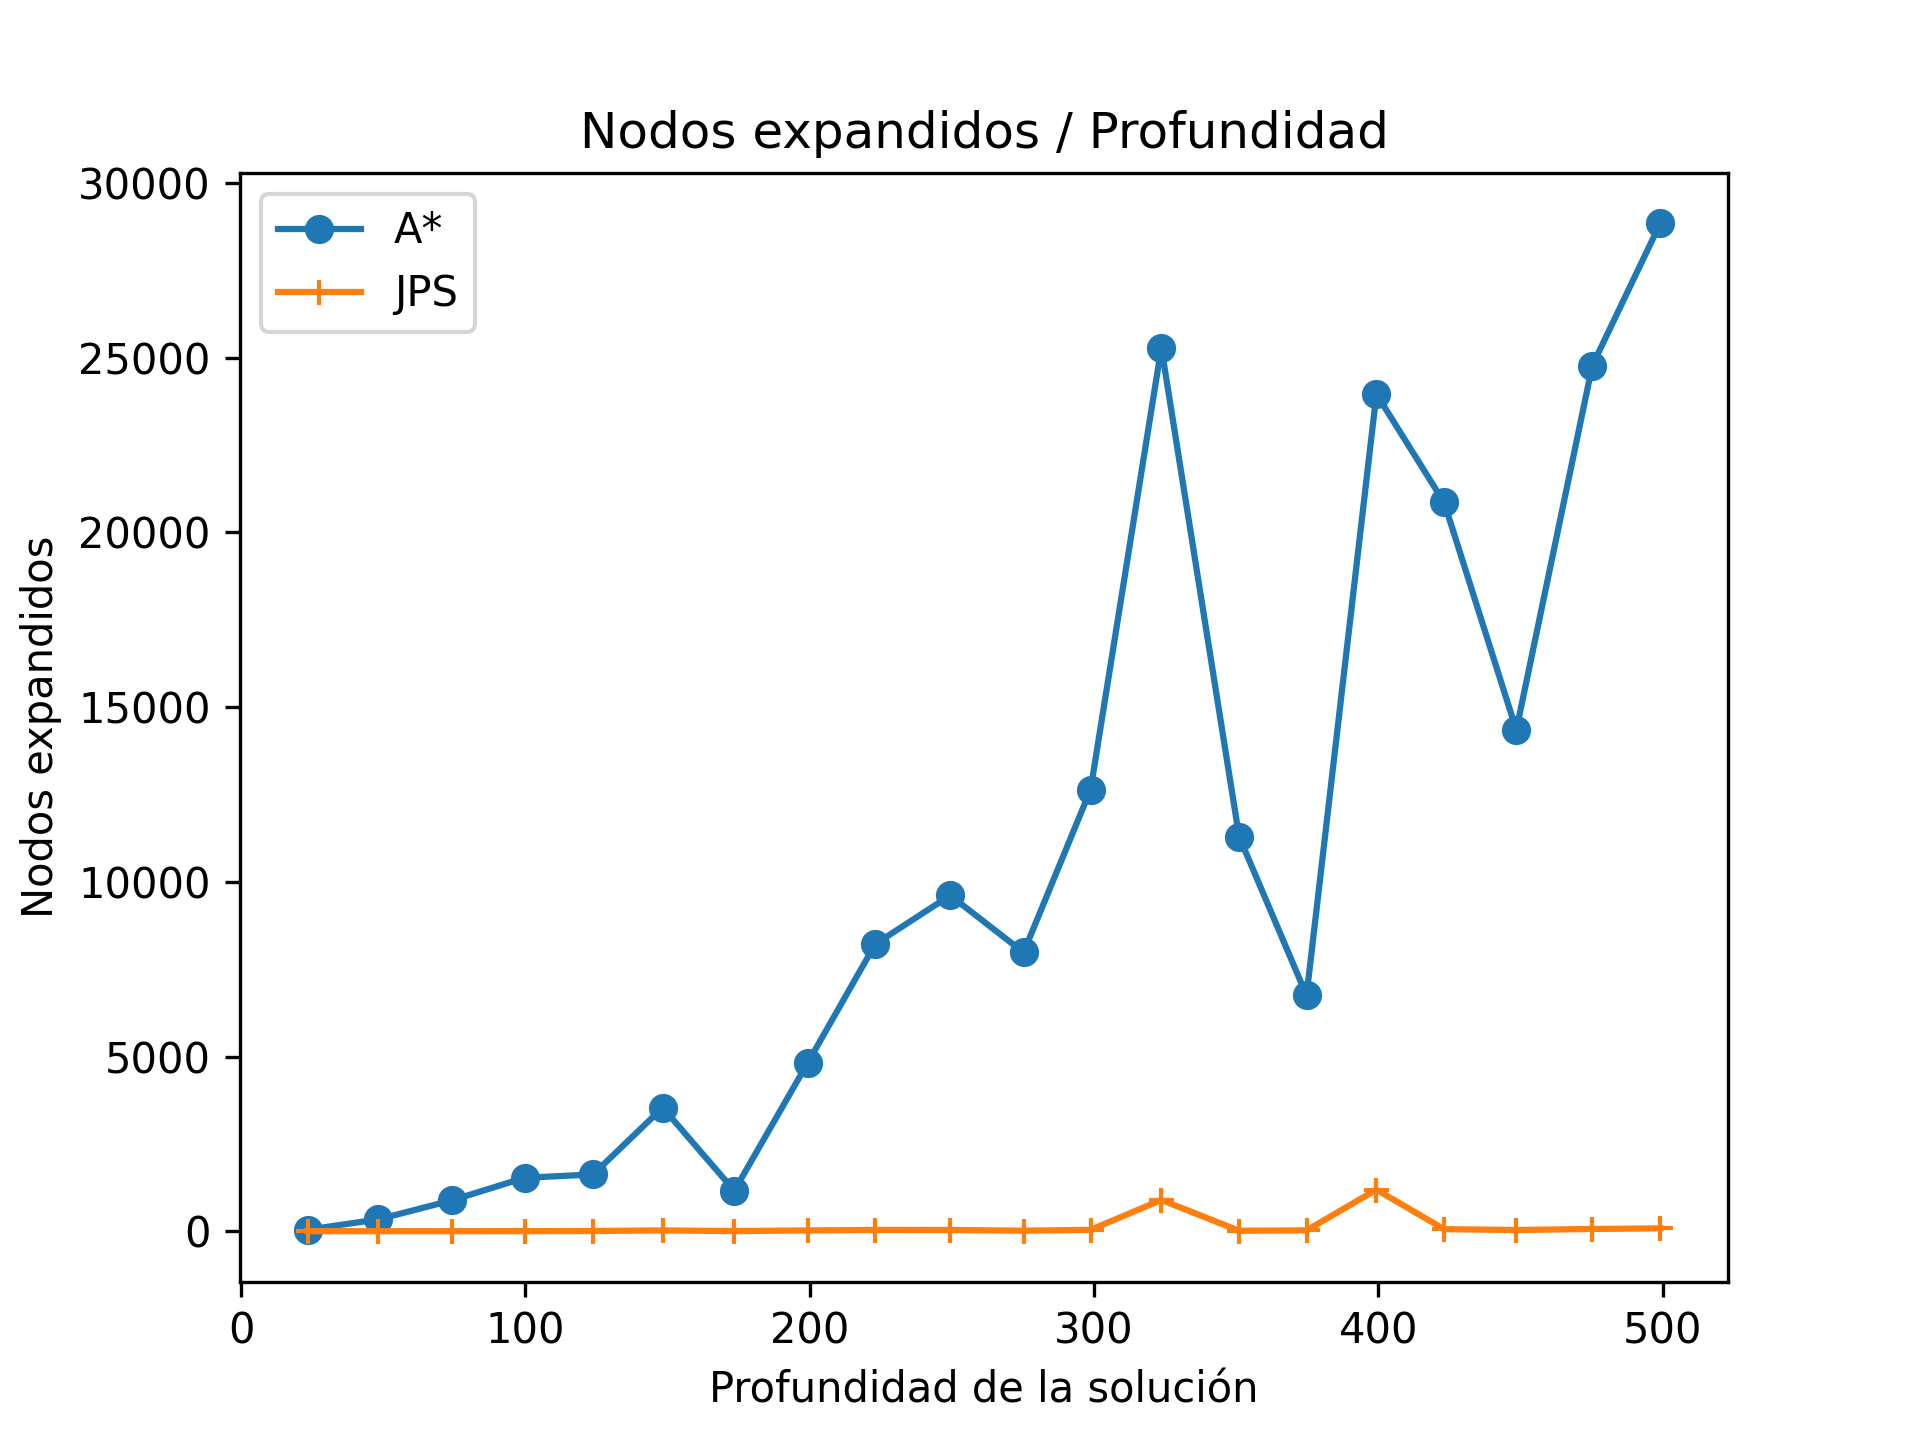 Nodos expandidos / Profundidad
30000
25000
20000
15000
10000
5000
0
Nodos expandidos
A*
JPS
0 100 200 300 400 500
Profundidad de la solución